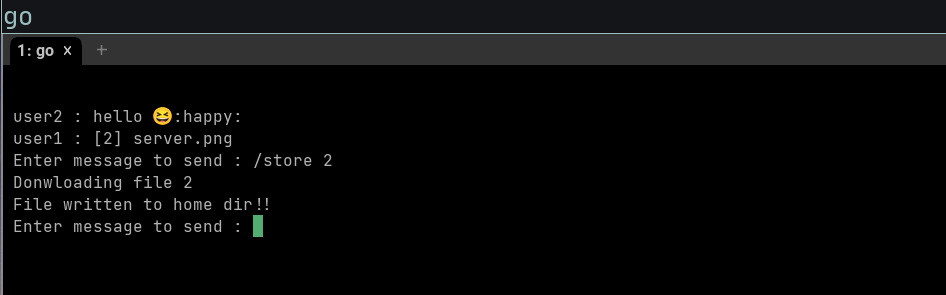 go
1: go × +
user2 : hello 😆:happy:
user1 : [2] server.png
Enter message to send : /store 2
Donwloading file 2
File written to home dir!!
Enter message to send :